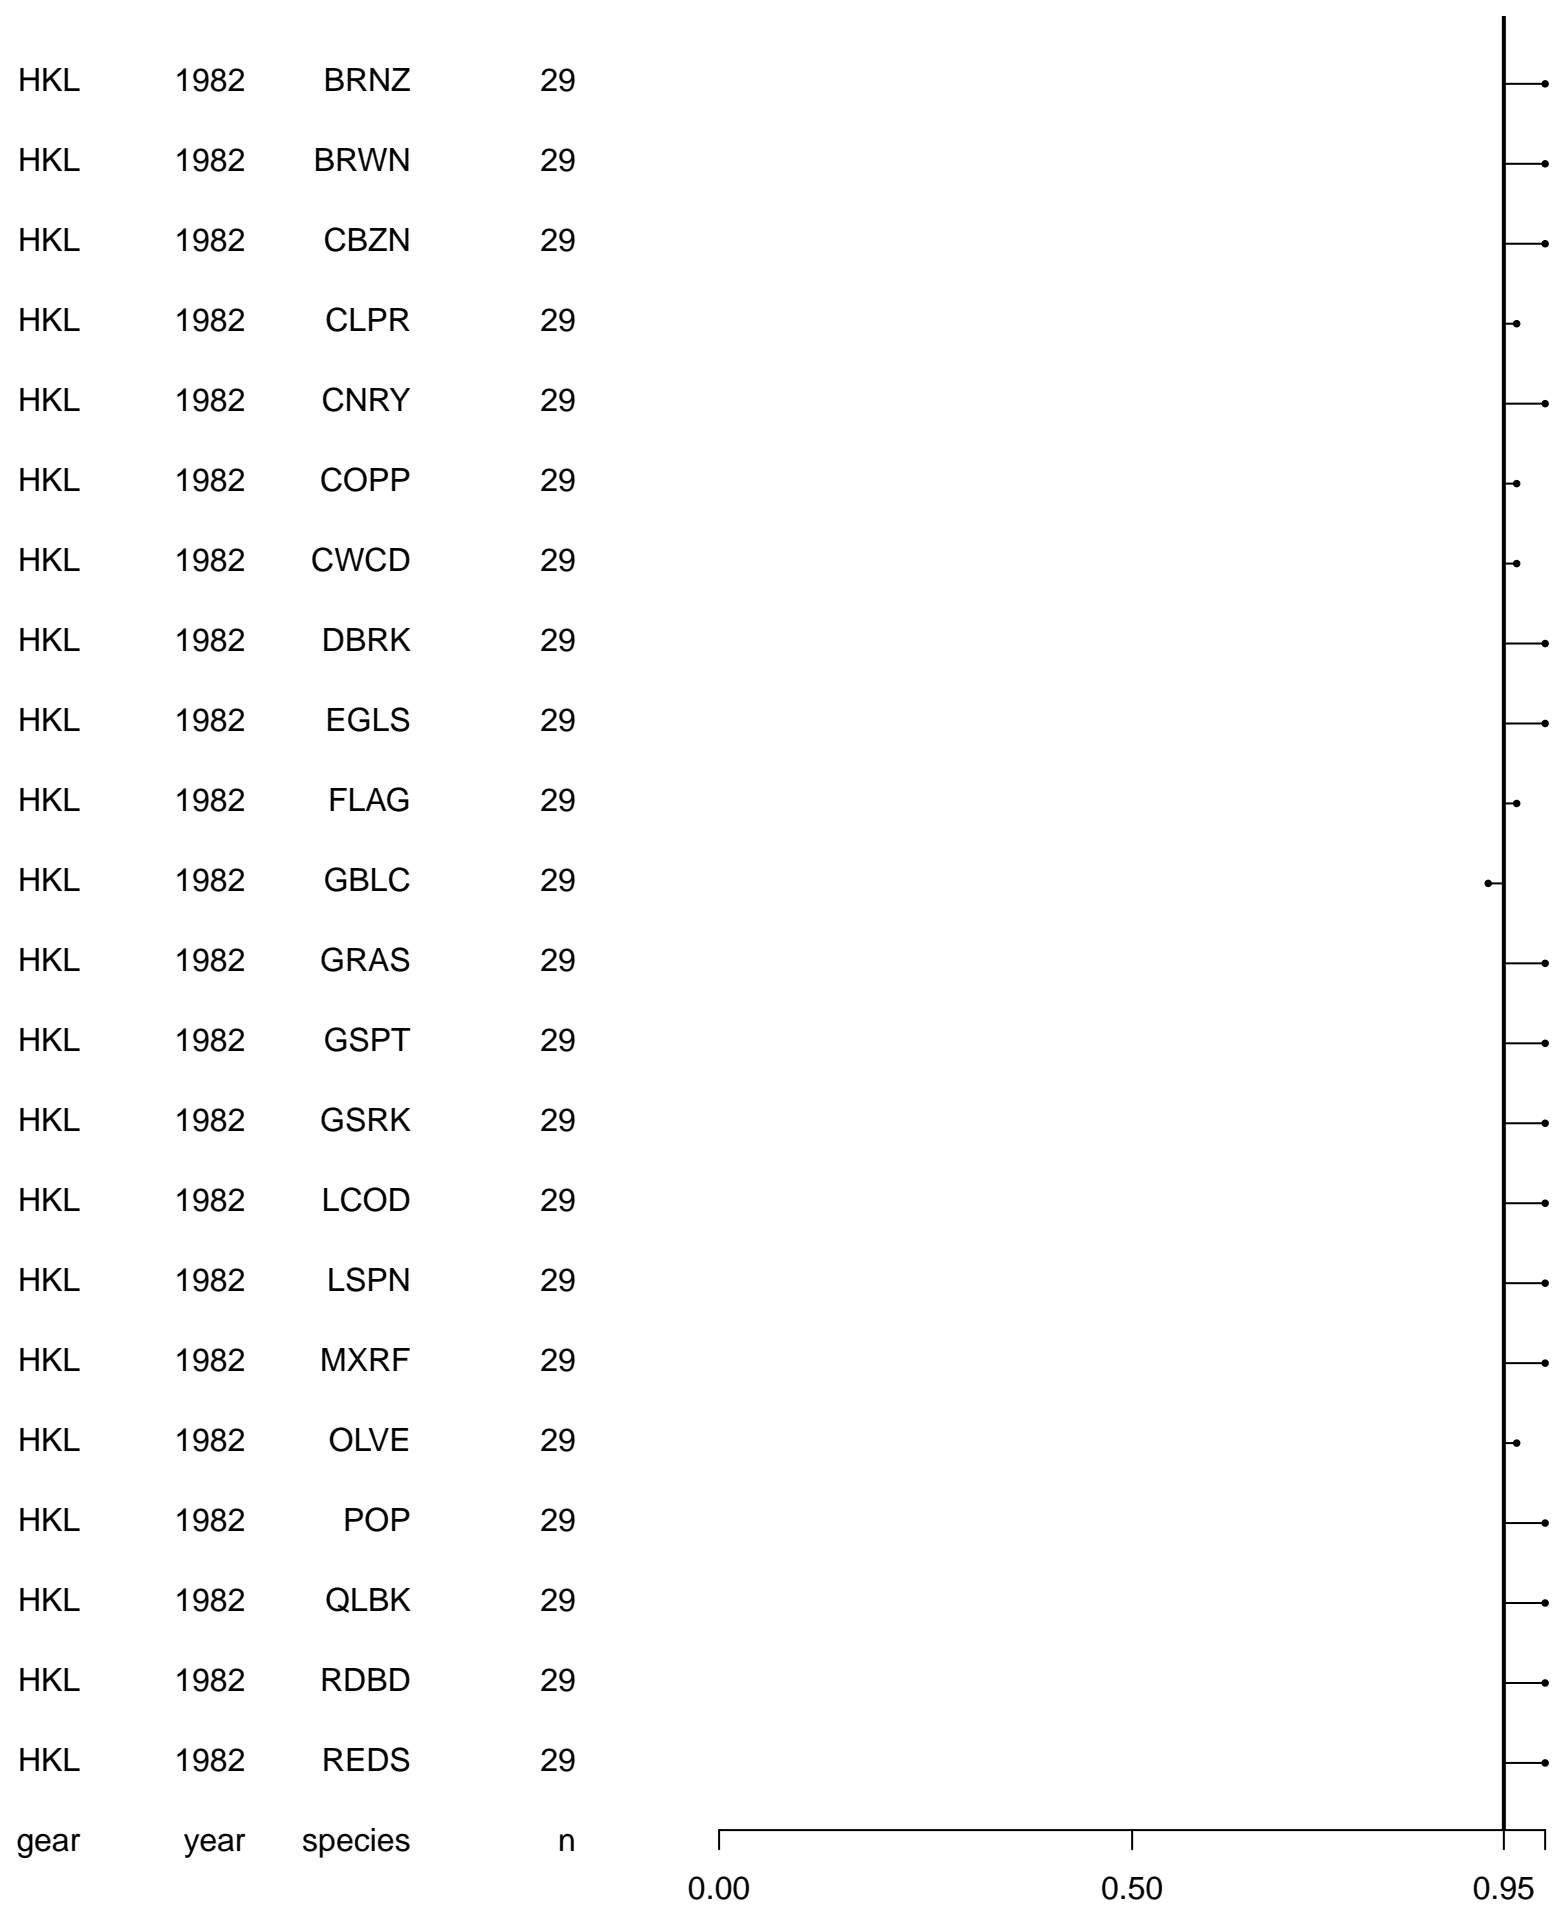 HKL 1982 BRNZ 29
HKL 1982 BRWN 29
HKL 1982 CBZN 29
HKL 1982 CLPR 29
HKL 1982 CNRY 29
HKL 1982 COPP 29
HKL 1982 CWCD 29
HKL 1982 DBRK 29
HKL 1982 EGLS 29
HKL 1982 FLAG 29
HKL 1982 GBLC 29
HKL 1982 GRAS 29
HKL 1982 GSPT 29
HKL 1982 GSRK 29
HKL 1982 LCOD 29
HKL 1982 LSPN 29
HKL 1982 MXRF 29
HKL 1982 OLVE 29
HKL 1982 POP 29
HKL 1982 QLBK 29
HKL 1982 RDBD 29
HKL 1982 REDS 29
gear year species n
0.00 0.50 0.95